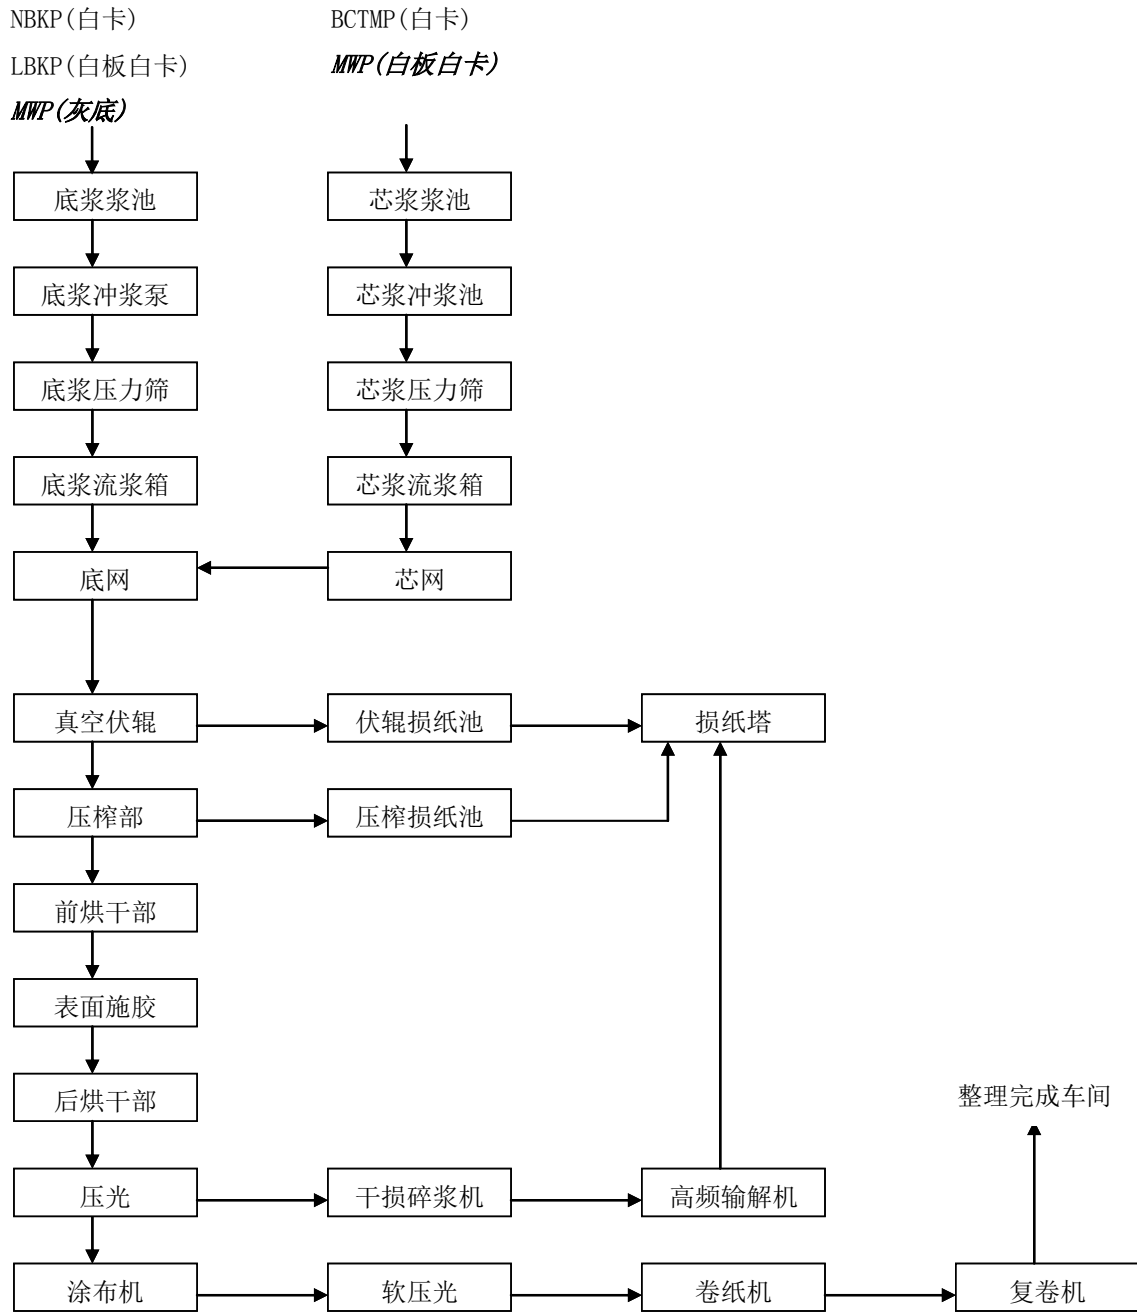 NBKP(白卡)
BCTMP(白卡)
LBKP(白板白卡)
MWP(白板白卡)
MWP(灰底)
底浆浆池
芯浆浆池
底浆冲浆泵
芯浆冲浆池
底浆压力筛
芯浆压力筛
底浆流浆箱
芯浆流浆箱
底网
芯网
真空伏辊
伏辊损纸池
损纸塔
压榨部
压榨损纸池
前烘干部
表面施胶
后烘干部
整理完成车间
压光
干损碎浆机
高频输解机
涂布机
软压光
卷纸机
复卷机